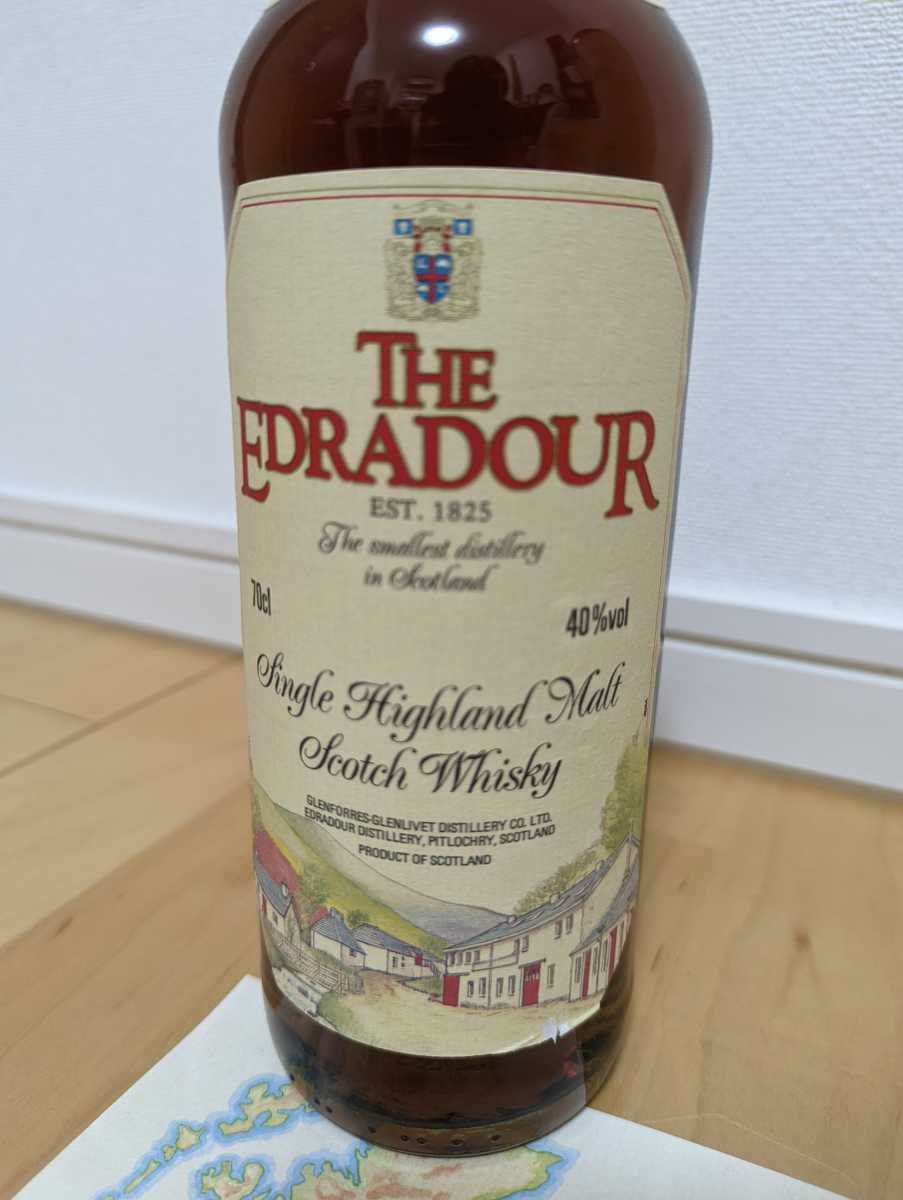 THE
EDRADOUR
EST. 1825
The smallest distillery
in Scotland
70cl
40%vol
Single Highland Malt
Scotch Whisky
GLENFORRES-GLENLIVET DISTILLERY CO. LTD.
EDRADOUR DISTILLERY, PITLOCHRY, SCOTLAND
PRODUCT OF SCOTLAND